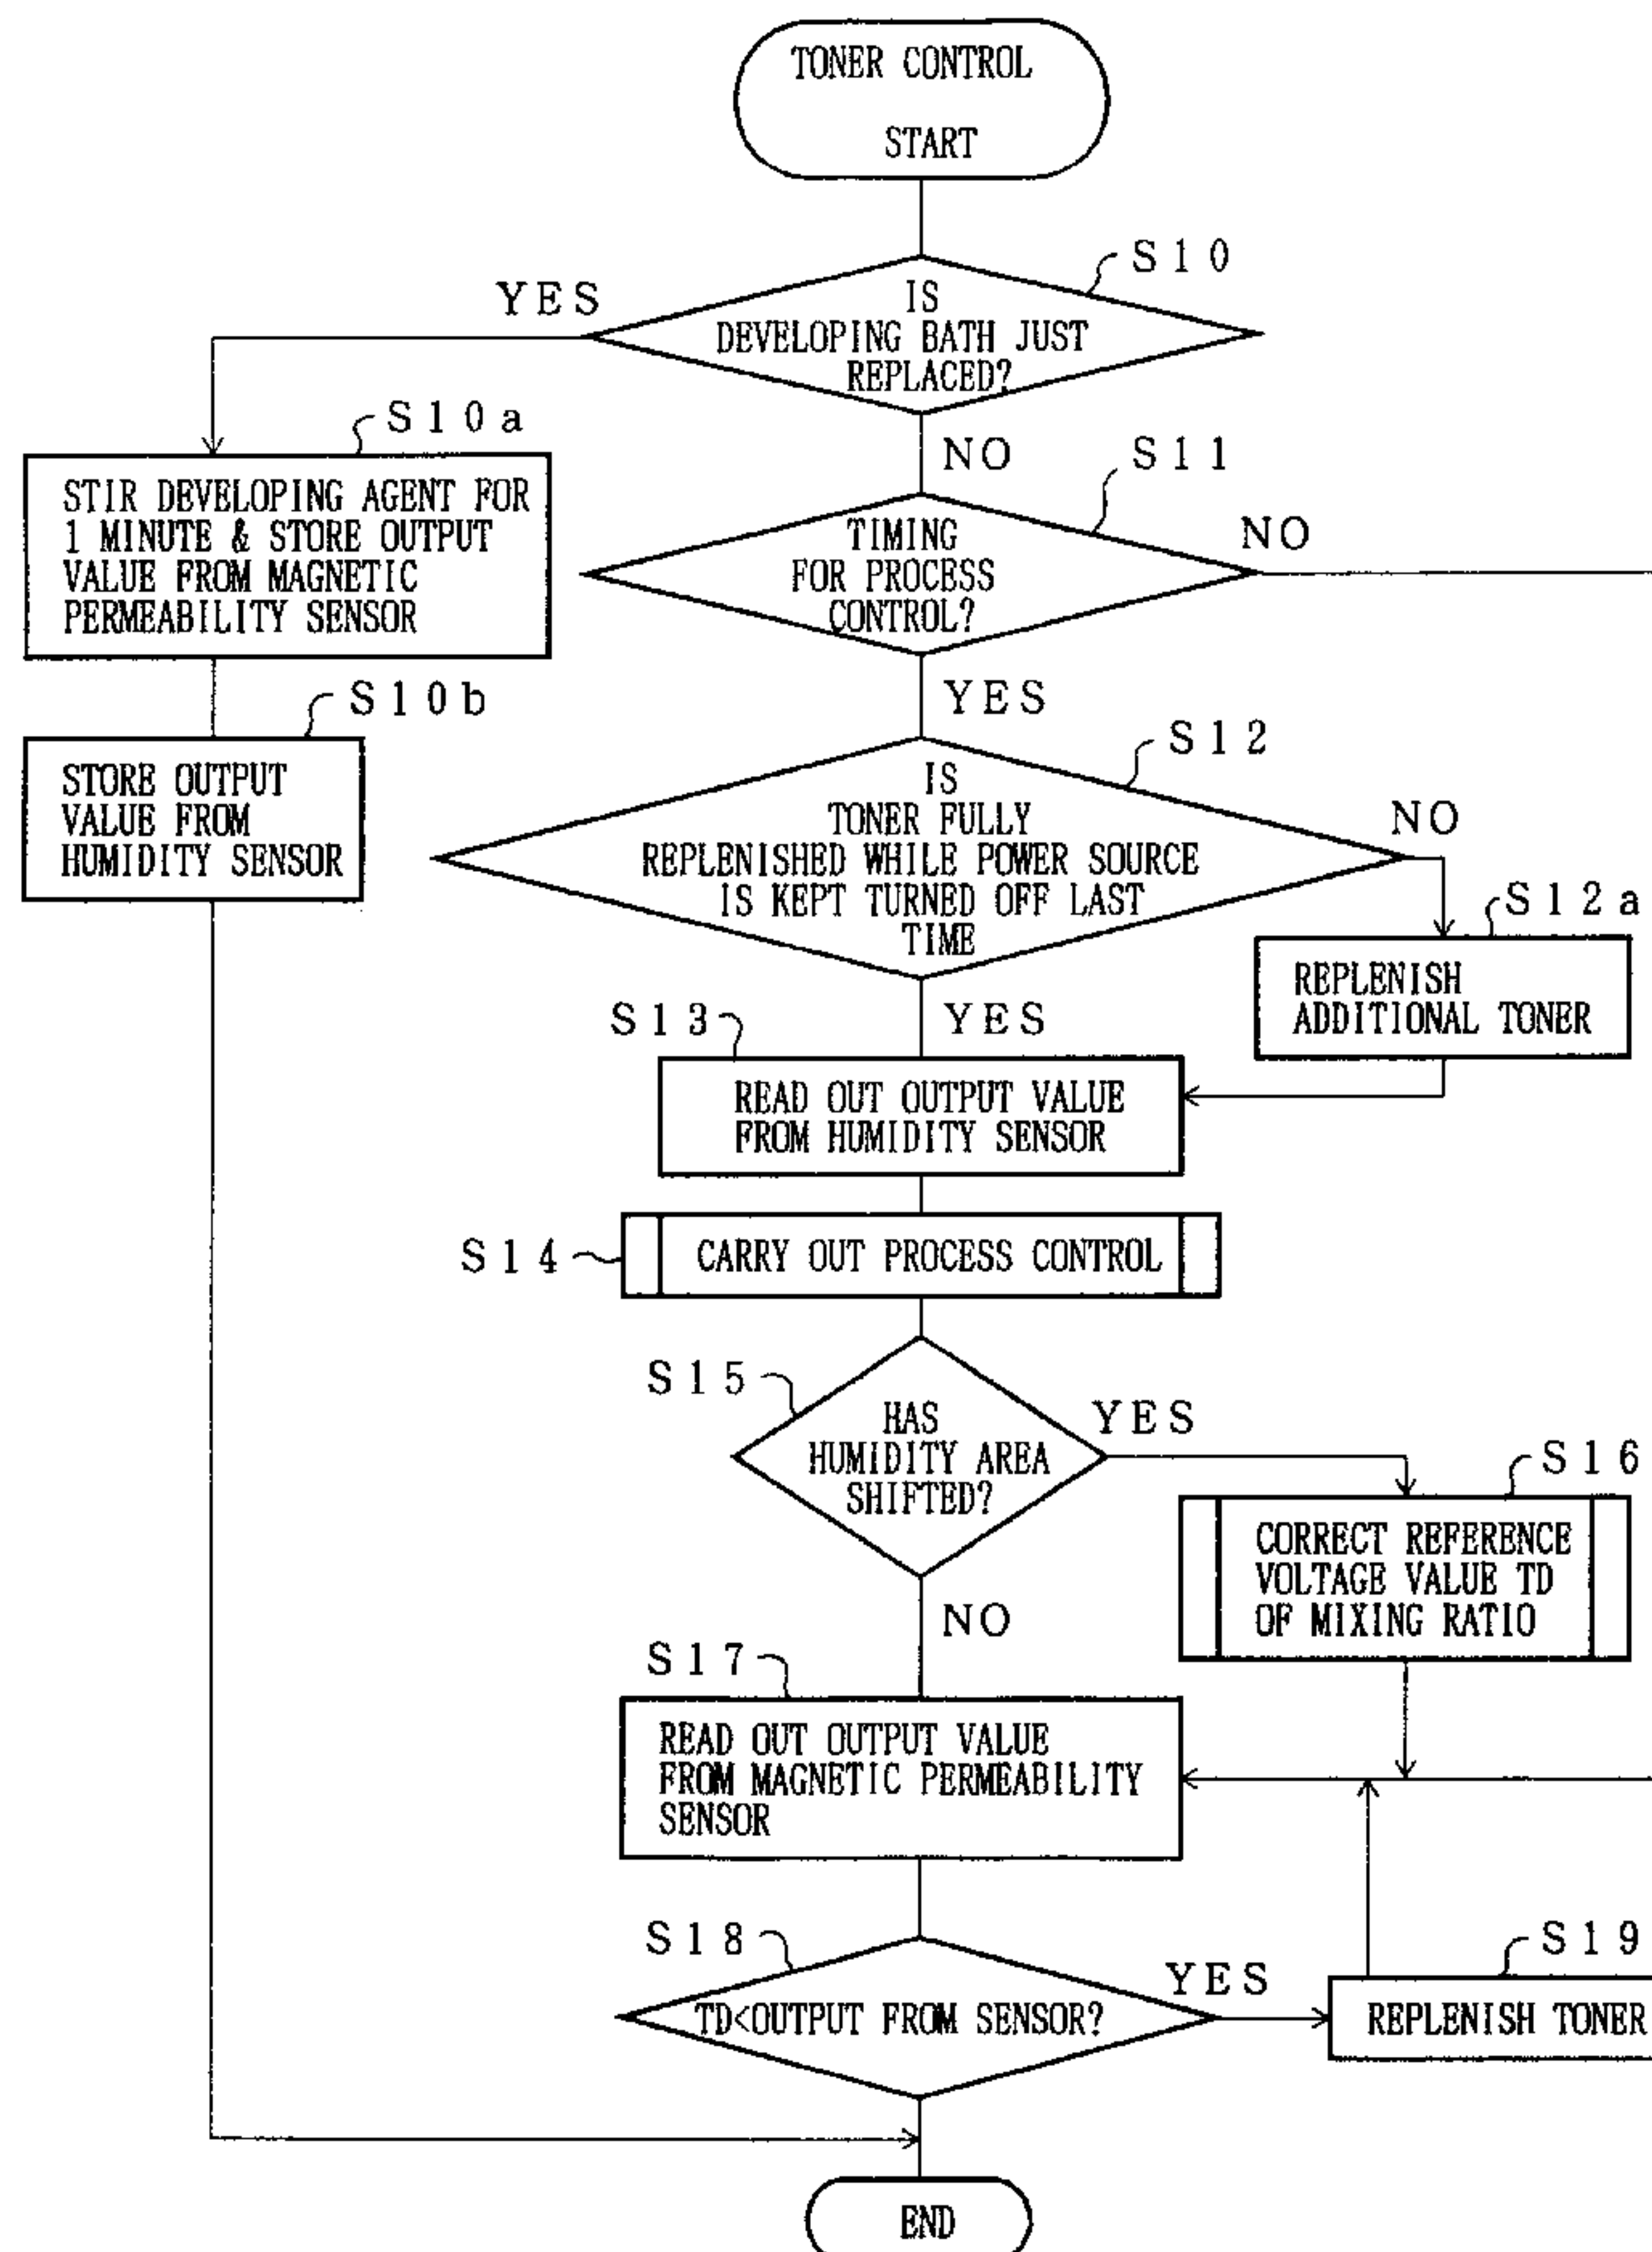 TONER CONTROL
START
S10
YES
IS
DEVELOPING BATH JUST
REPLACED?
S10a
NO
S11
STIR DEVELOPING AGENT FOR
1 MINUTE & STORE OUTPUT
VALUE FROM MAGNETIC
PERMEABILITY SENSOR
TIMING
FOR PROCESS
CONTROL?
NO
S10b
YES
STORE OUTPUT
VALUE FROM
HUMIDITY SENSOR
S12
IS
TONER FULLY
REPLENISHED WHILE POWER SOURCE
IS KEPT TURNED OFF LAST
TIME
NO
S12a
REPLENISH
ADDITIONAL TONER
YES
S13
READ OUT OUTPUT VALUE
FROM HUMIDITY SENSOR
S14
CARRY OUT PROCESS CONTROL
S15
HAS
HUMIDITY AREA
SHIFTED?
YES
S16
CORRECT REFERENCE
VOLTAGE VALUE TD
OF MIXING RATIO
NO
S17
READ OUT OUTPUT VALUE
FROM MAGNETIC PERMEABILITY
SENSOR
S18
TD<OUTPUT FROM SENSOR?
YES
S19
REPLENISH TONER
END